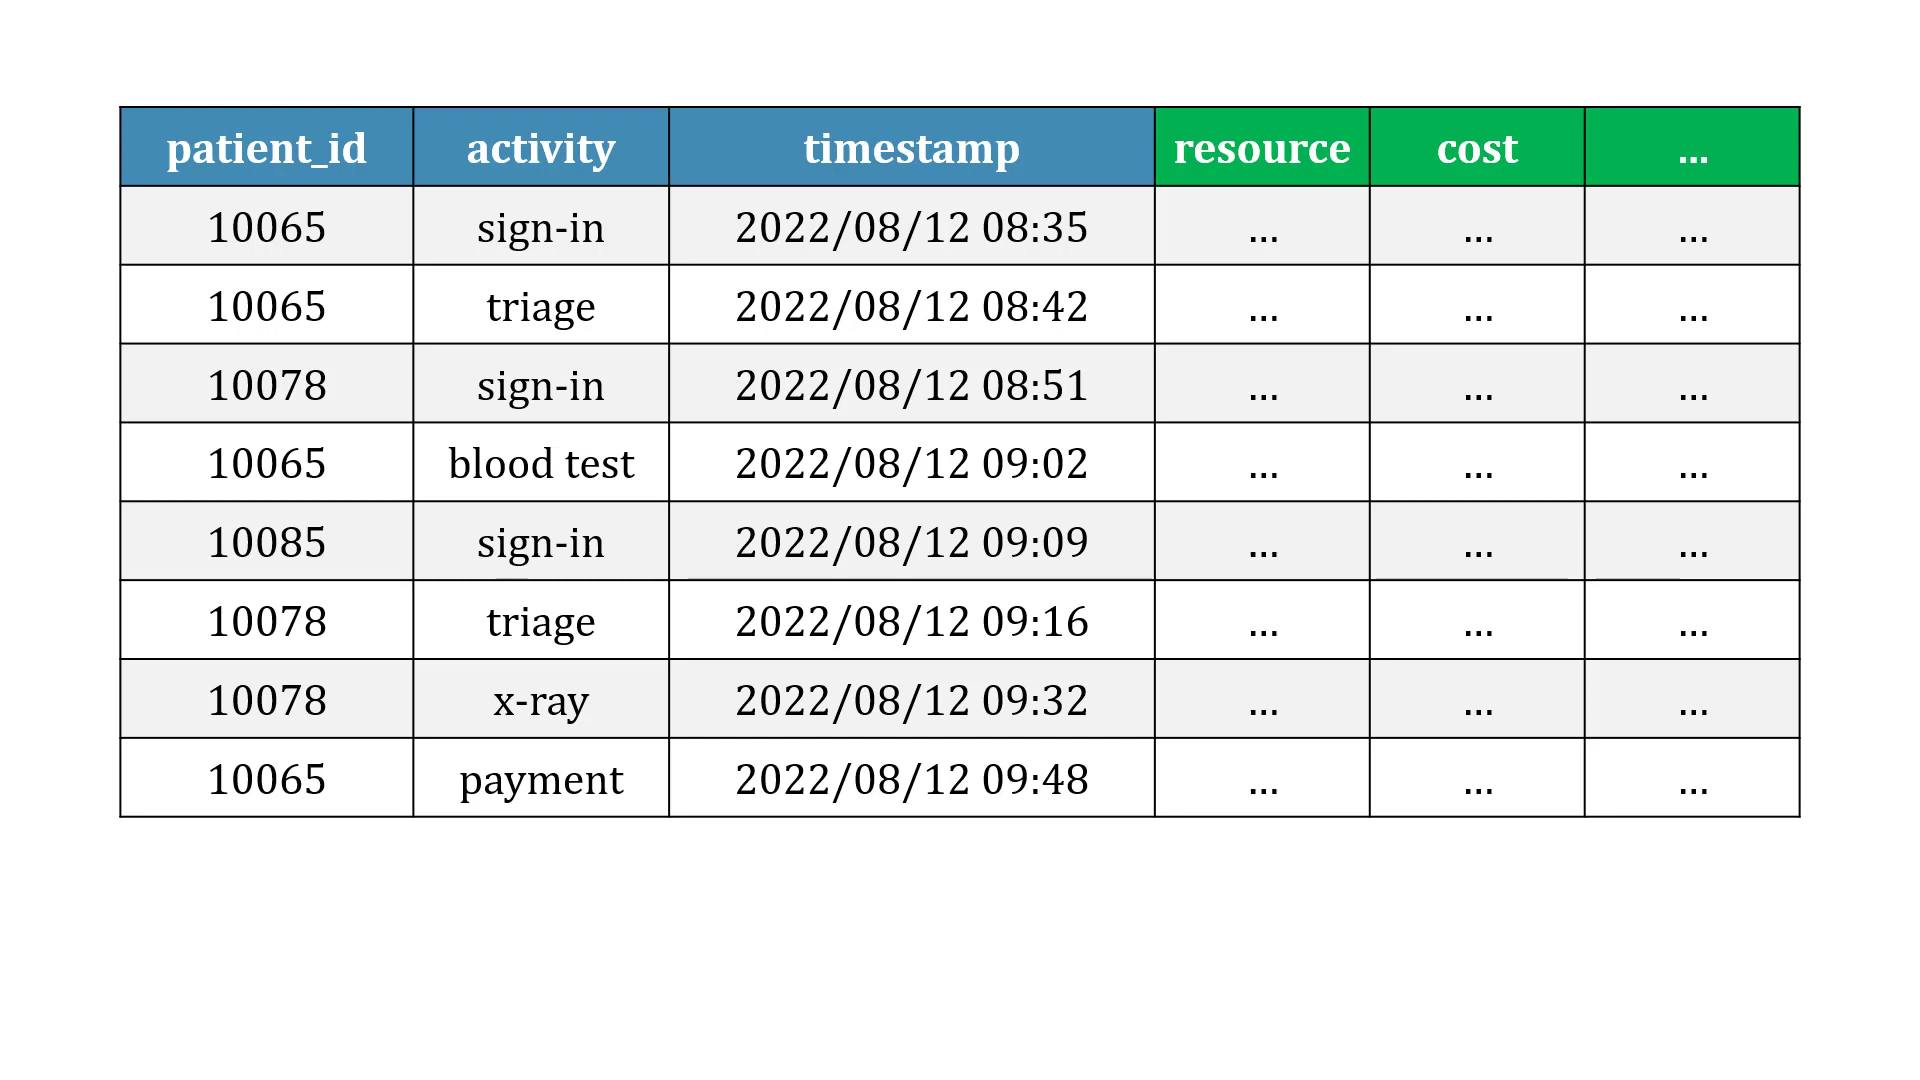 patient_id activity timestamp resource cost ...
10065 sign-in 2022/08/12 08:35 ... ... ...
10065 triage 2022/08/12 08:42 ... ... ...
10078 sign-in 2022/08/12 08:51 ... ... ...
10065 blood test 2022/08/12 09:02 ... ... ...
10085 sign-in 2022/08/12 09:09 ... ... ...
10078 triage 2022/08/12 09:16 ... ... ...
10078 x-ray 2022/08/12 09:32 ... ... ...
10065 payment 2022/08/12 09:48 ... ... ...